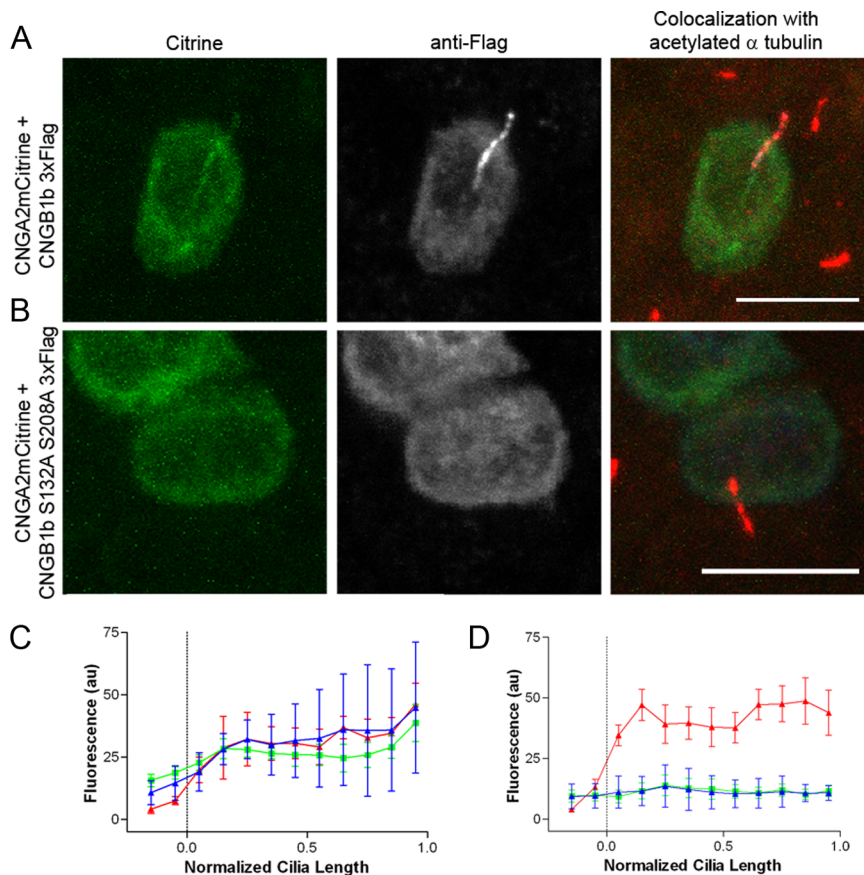 A
Citrine
anti-Flag
Colocalization with
acetylated α tubulin
CNGA2mCitrine +
CNGB1b 3xFlag
B
CNGA2mCitrine +
CNGB1b S132A S208A 3xFlag
C
75
50
25
0
Fluorescence (au)
0.0
0.5
1.0
Normalized Cilia Length
D
75
50
25
0
Fluorescence (au)
0.0
0.5
1.0
Normalized Cilia Length